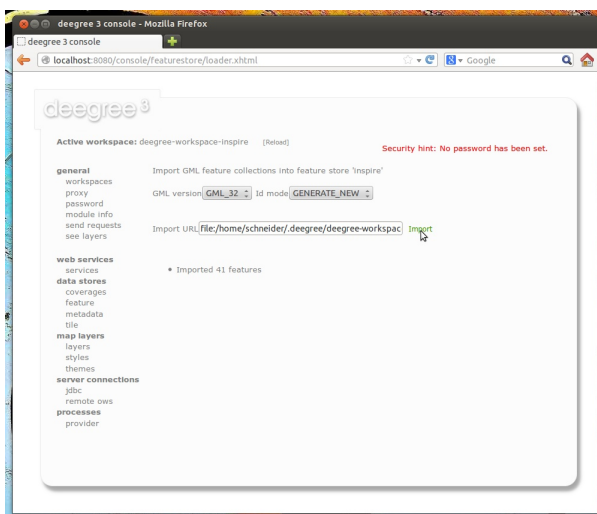 deegree 3 console - Mozilla Firefox
deegree 3 console
localhost:8080/console/featurestore/loader.xhtml
Google
deegree 3
Active workspace: deegree-workspace-inspire [Reload]
Security hint: No password has been set.
general
workspaces
proxy
password
module info
send requests
see layers
web services
services
data stores
coverages
feature
metadata
tile
map layers
layers
styles
themes
server connections
jdbc
remote ows
processes
provider
Import GML feature collections into feature store 'inspire'
GML version GML_32 Id mode GENERATE_NEW
Import URL file:/home/schneider/.deegree/deegree-workspac Import
• Imported 41 features